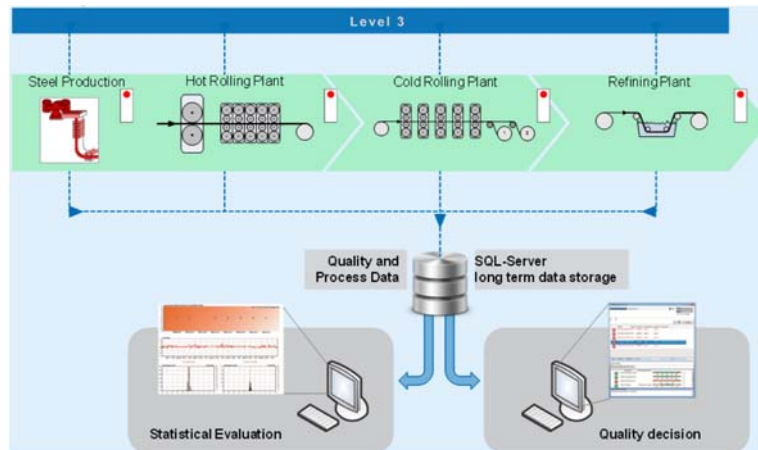 Level 3
Steel Production
Hot Rolling Plant
Cold Rolling Plant
Refining Plant
Quality and
Process Data
SQL-Server
long term data storage
Statistical Evaluation
Quality decision